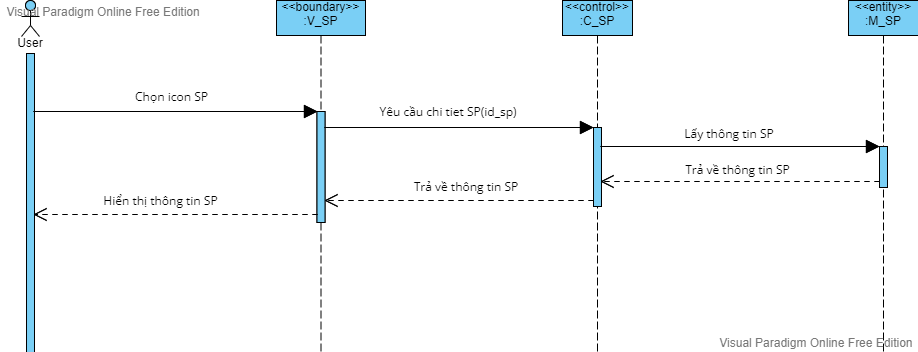 Visual Paradigm Online Free Edition
User
<<boundary>>
:V_SP
<<control>>
:C_SP
<<entity>>
:M_SP
Chọn icon SP
Yêu cầu chi tiet SP(id_sp)
Lấy thông tin SP
Trả về thông tin SP
Trả về thông tin SP
Hiển thị thông tin SP
Visual Paradigm Online Free Edition